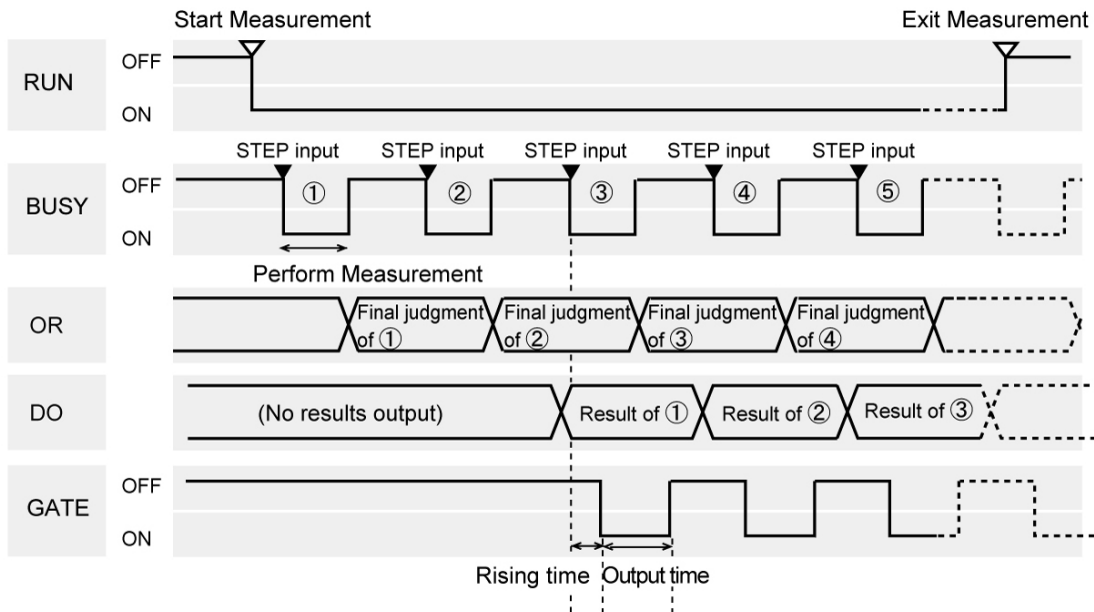 Start Measurement Exit Measurement
RUN
OFF
ON
STEP input STEP input STEP input STEP input STEP input
BUSY
OFF
ON
① ② ③ ④ ⑤
Perform Measurement
OR
Final judgment of ①
Final judgment of ②
Final judgment of ③
Final judgment of ④
DO
(No results output) Result of ① Result of ② Result of ③
GATE
OFF
ON
Rising time Output time